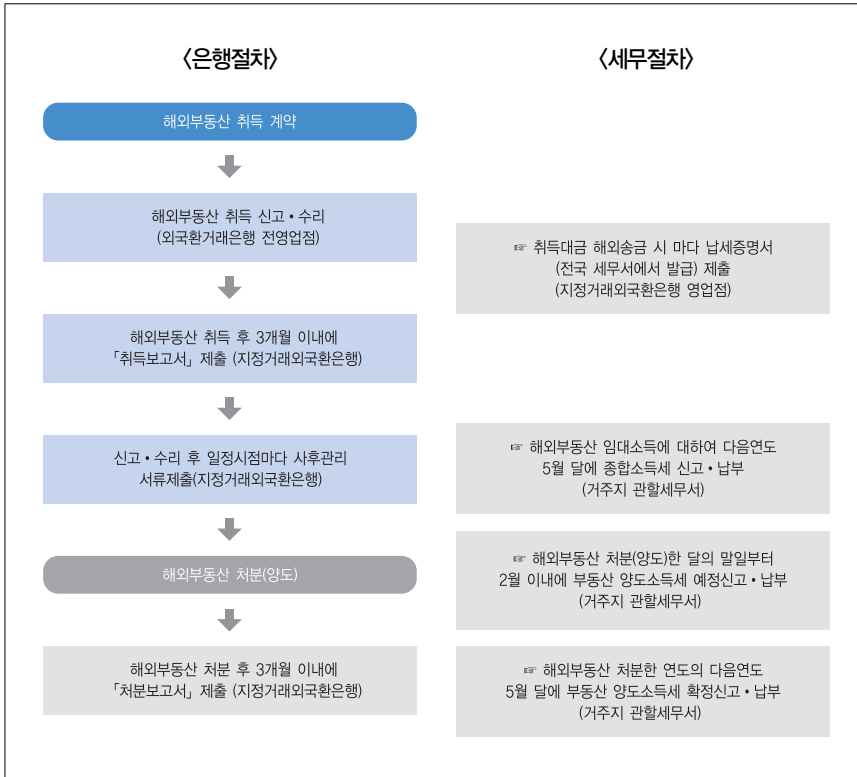 〈은행절차〉
해외부동산 취득 계약
해외부동산 취득 신고•수리
(외국환거래은행 전영업점)
해외부동산 취득 후 3개월 이내에
「취득보고서」 제출 (지정거래외국환은행)
신고•수리 후 일정시점마다 사후관리
서류제출(지정거래외국환은행)
해외부동산 처분(양도)
해외부동산 처분 후 3개월 이내에
「처분보고서」 제출 (지정거래외국환은행)
〈세무절차〉
☞ 취득대금 해외송금 시 마다 납세증명서
(전국 세무서에서 발급) 제출
(지정거래외국환은행 영업점)
☞ 해외부동산 임대소득에 대하여 다음연도
5월 달에 종합소득세 신고•납부
(거주지 관할세무서)
☞ 해외부동산 처분(양도)한 달의 말일부터
2월 이내에 부동산 양도소득세 예정신고•납부
(거주지 관할세무서)
☞ 해외부동산 처분한 연도의 다음연도
5월 달에 부동산 양도소득세 확정신고•납부
(거주지 관할세무서)